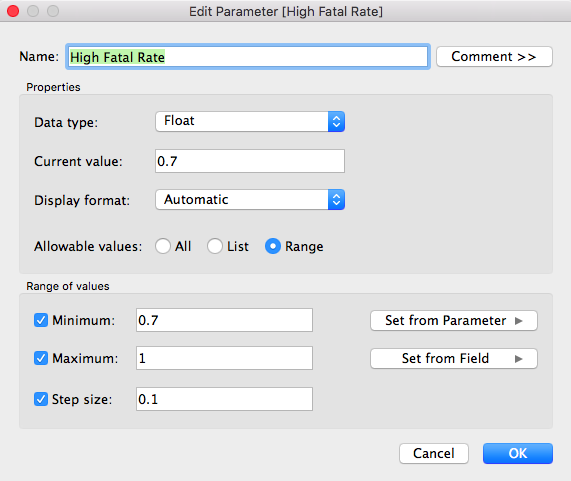 Edit Parameter [High Fatal Rate]
Name: High Fatal Rate Comment >>
Properties
Data type: Float
Current value: 0.7
Display format: Automatic
Allowable values: All List Range
Range of values
Minimum: 0.7 Set from Parameter
Maximum: 1 Set from Field
Step size: 0.1
Cancel OK